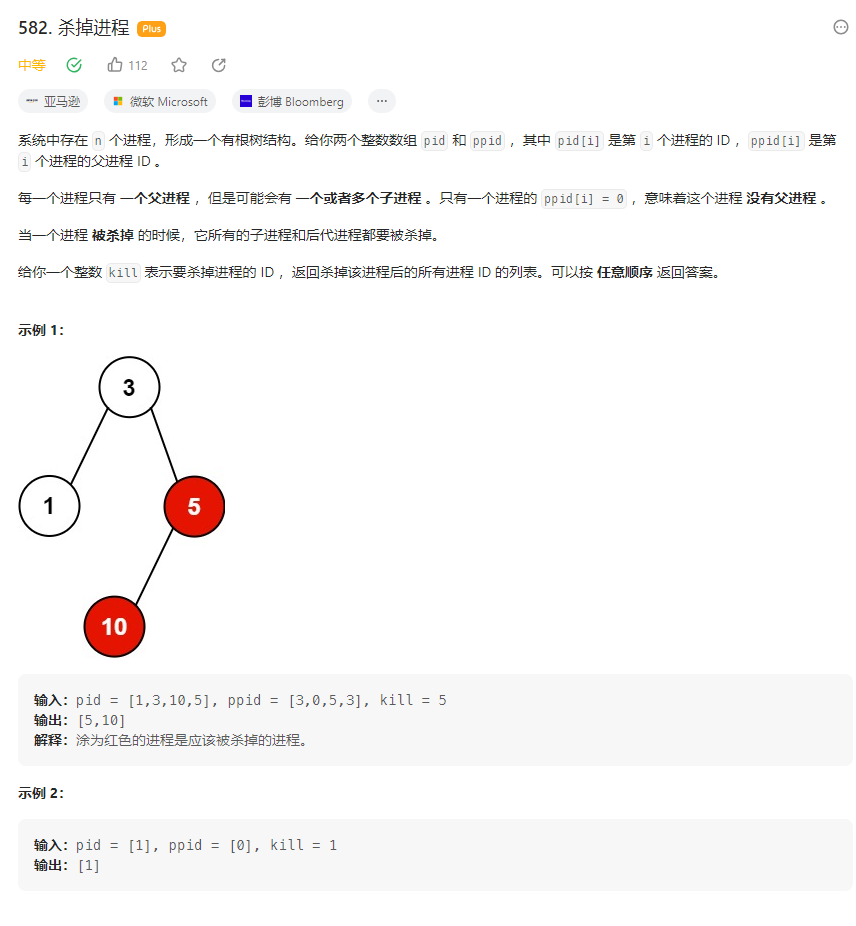 582. 杀掉进程 Plus
中等 112
亚马逊 微软 Microsoft 彭博 Bloomberg ...
系统中存在 n 个进程，形成一个有根树结构。给你两个整数数组 pid 和 ppid ，其中 pid[i] 是第 i 个进程的 ID ，ppid[i] 是第
i 个进程的父进程 ID 。
每一个进程只有 一个父进程 ，但是可能会有 一个或者多个子进程 。只有一个进程的 ppid[i] = 0 ，意味着这个进程 没有父进程 。
当一个进程 被杀掉 的时候，它所有的子进程和后代进程都要被杀掉。
给你一个整数 kill 表示要杀掉进程的 ID ，返回杀掉该进程后的所有进程 ID 的列表。可以按 任意顺序 返回答案。
示例 1：
3
1
5
10
输入：pid = [1,3,10,5], ppid = [3,0,5,3], kill = 5
输出：[5,10]
解释：涂为红色的进程是应该被杀掉的进程。
示例 2：
输入：pid = [1], ppid = [0], kill = 1
输出：[1]